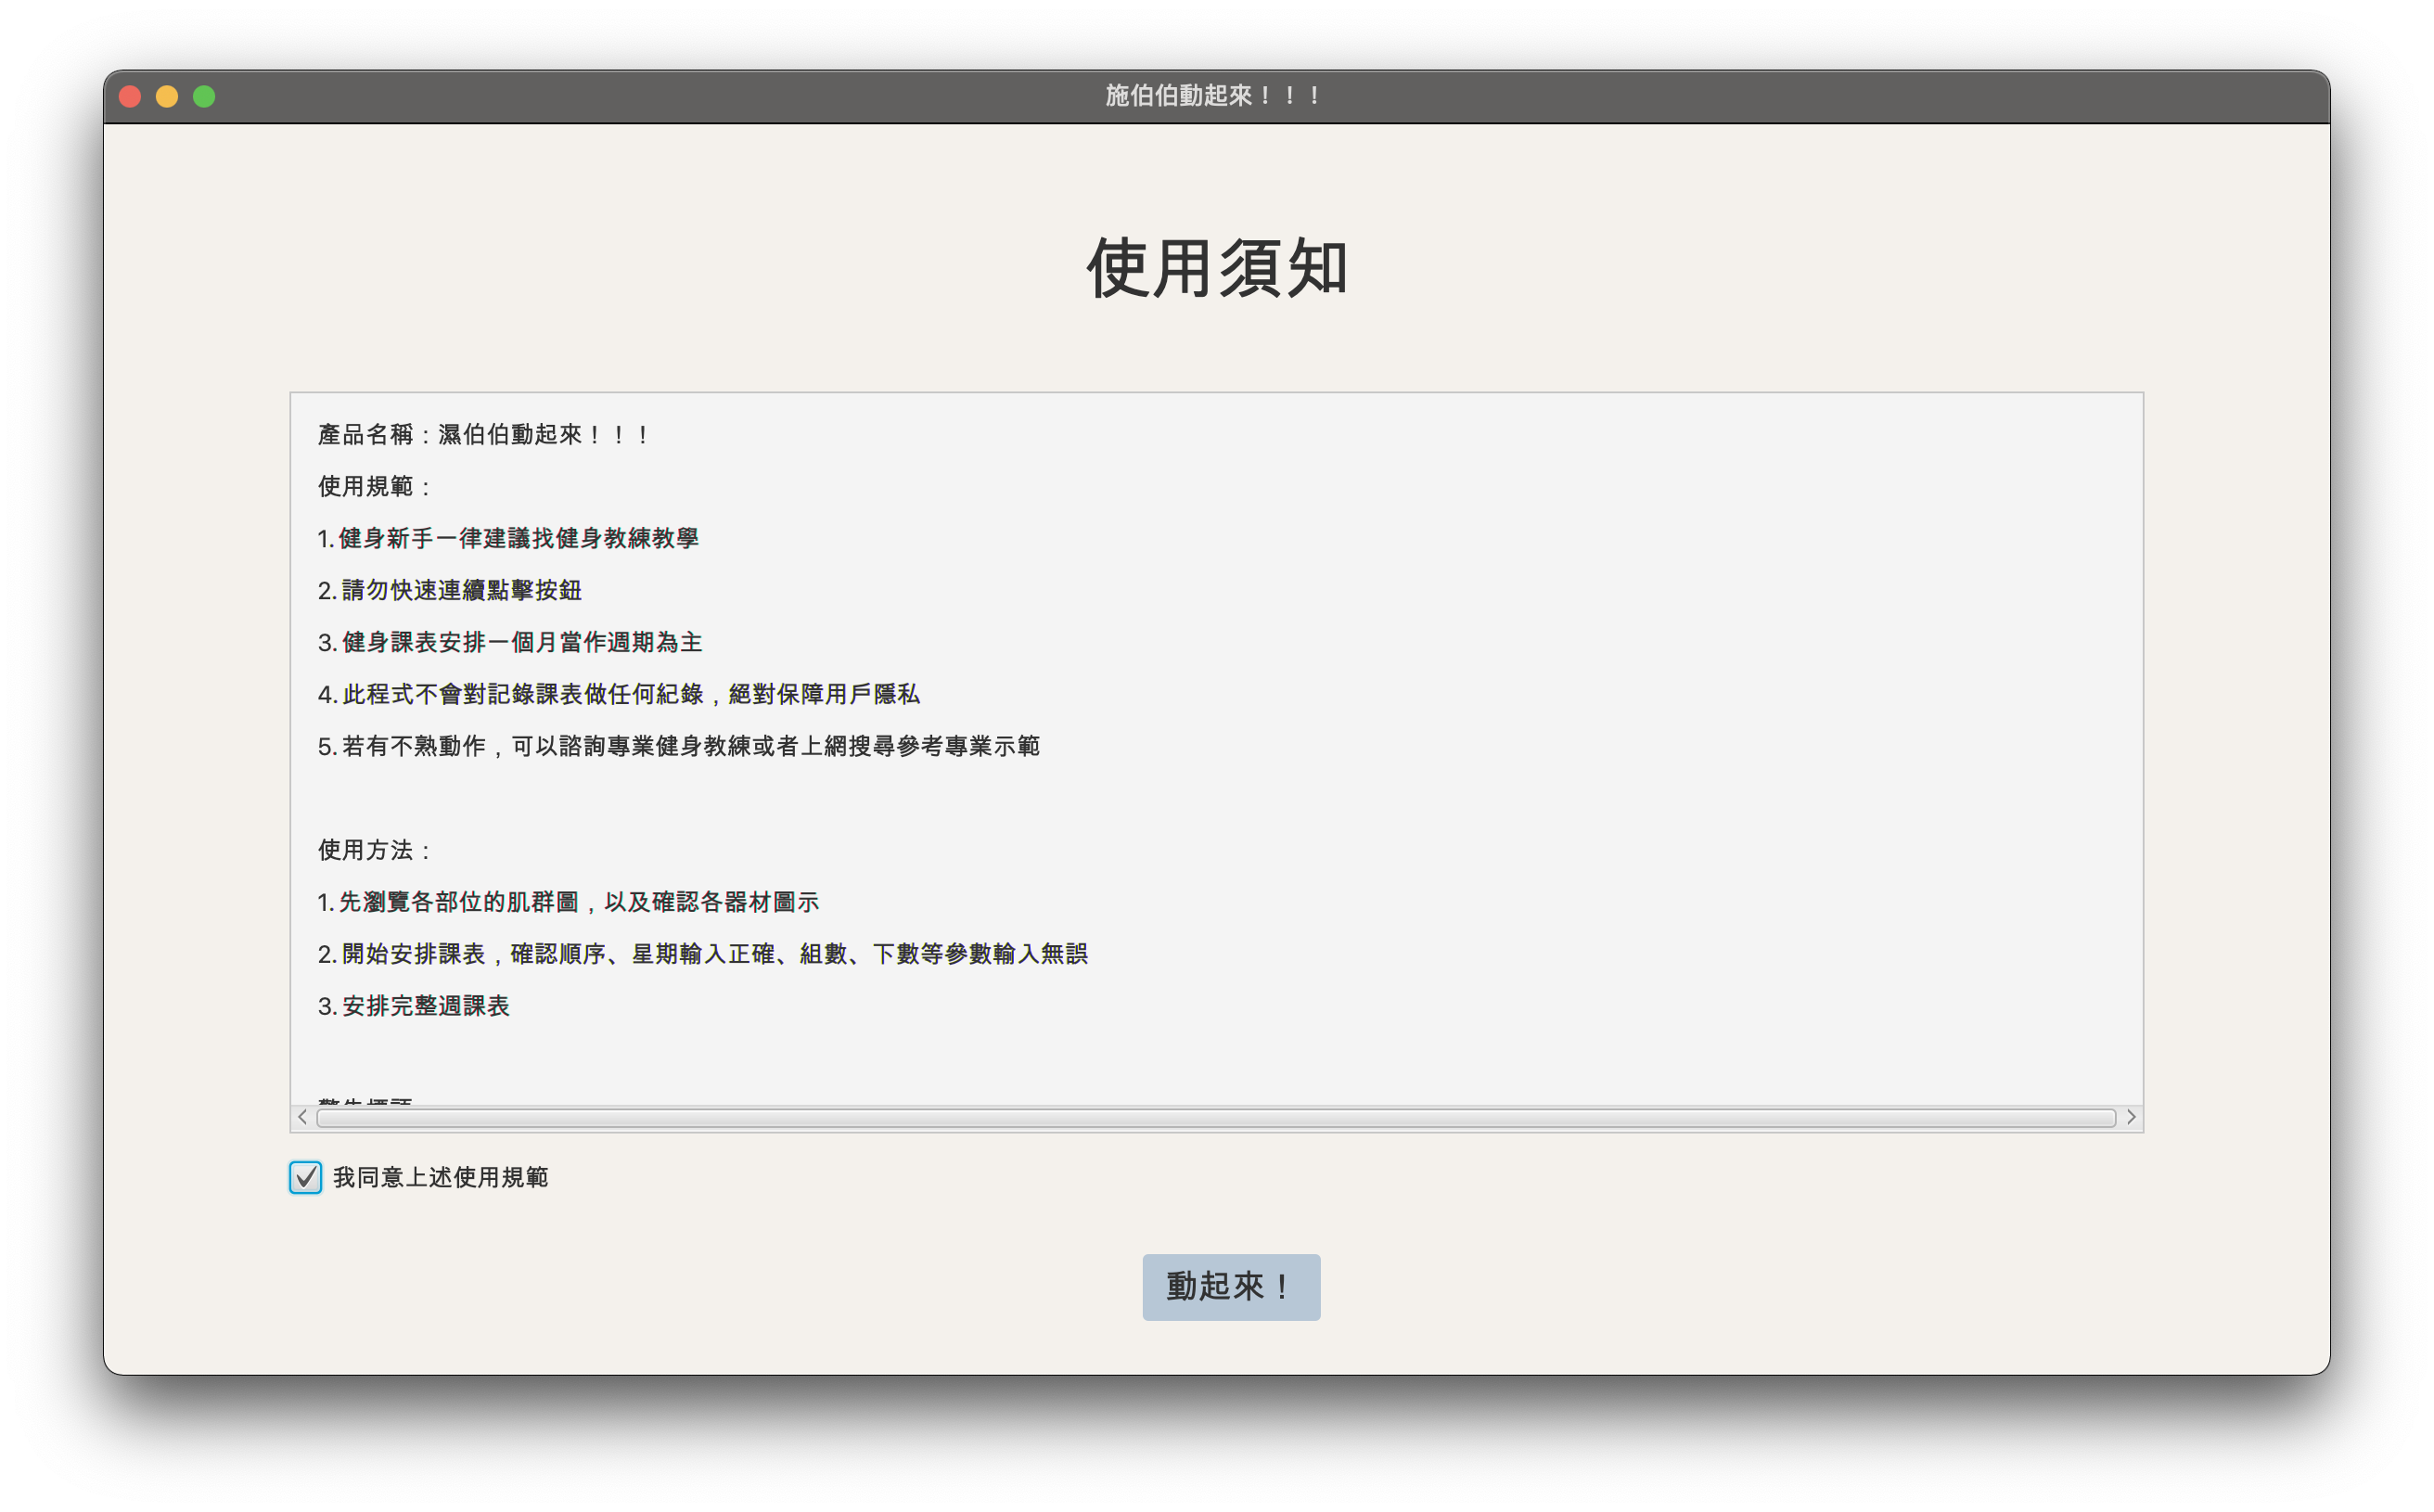 施伯伯動起來！！！
使用須知
產品名稱：濕伯伯動起來！！！
使用規範：
1. 健身新手一律建議找健身教練教學
2. 請勿快速連續點擊按鈕
3. 健身課表安排一個月當作週期為主
4. 此程式不會對記錄課表做任何紀錄，絕對保障用戶隱私
5. 若有不熟動作，可以諮詢專業健身教練或者上網搜尋參考專業示範
使用方法：
1. 先瀏覽各部位的肌群圖，以及確認各器材圖示
2. 開始安排課表，確認順序、星期輸入正確、組數、下數等參數輸入無誤
3. 安排完整週課表
我同意上述使用規範
動起來！